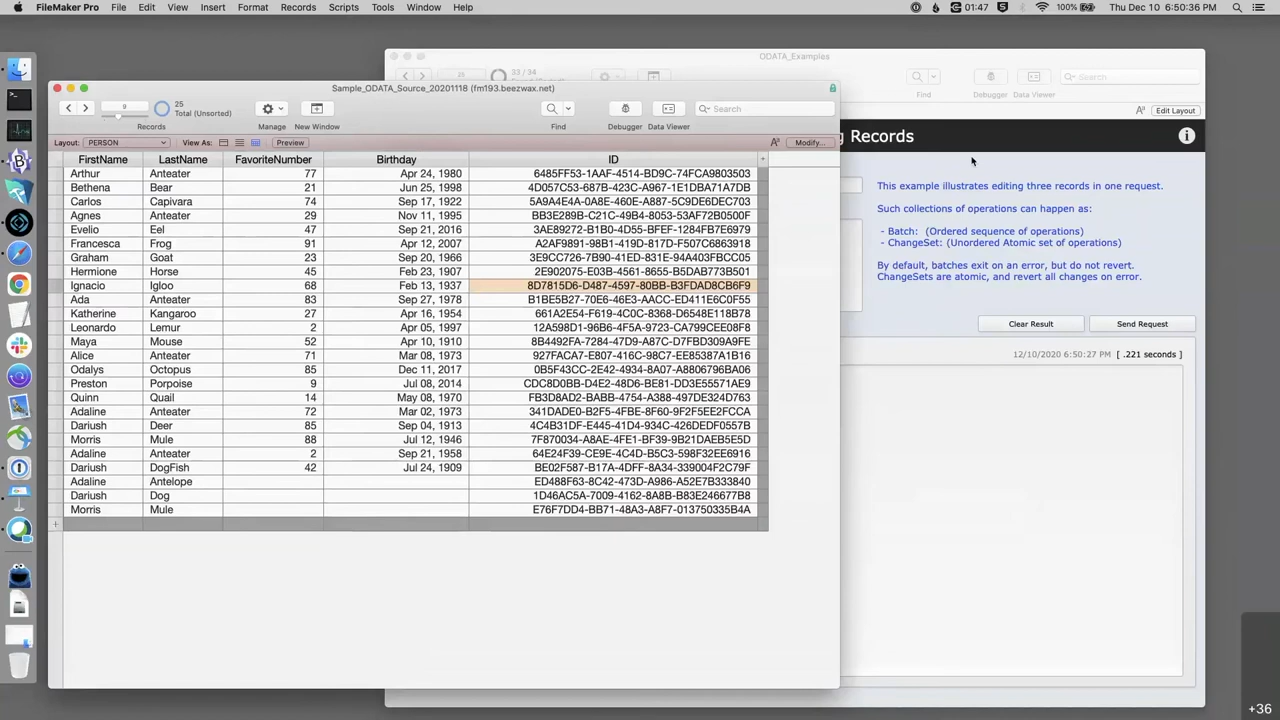 FileMaker Pro File Edit View Insert Format Records Scripts Tools Window Help 01:47 100% Thu Dec 10 6:50:36 PM
ODATA_Examples
25 33 / 34
Find Debugger Data Viewer Search
Edit Layout
g Records
This example illustrates editing three records in one request.
Such collections of operations can happen as:
- Batch: (Ordered sequence of operations)
- ChangeSet: (Unordered Atomic set of operations)
By default, batches exit on an error, but do not revert.
ChangeSets are atomic, and revert all changes on error.
Clear Result Send Request
12/10/2020 6:50:27 PM [ .221 seconds ]
Sample_ODATA_Source_20201118 (fm193.beezwax.net)
9 25
Total (Unsorted)
Search
Records Manage New Window Find Debugger Data Viewer
Layout: PERSON View As: Preview Modify...
FirstName LastName FavoriteNumber Birthday ID
Arthur Anteater 77 Apr 24, 1980 6485FF53-1AAF-4514-BD9C-74FCA9803503
Bethena Bear 21 Jun 25, 1998 4D057C53-687B-423C-A967-1E1DBA71A7DB
Carlos Capivara 74 Sep 17, 1922 5A9A4E4A-0A8E-460E-A887-5C9DE6DEC703
Agnes Anteater 29 Nov 11, 1995 BB3E289B-C21C-49B4-8053-53AF72B0500F
Evelio Eel 47 Sep 21, 2016 3AE89272-B1B0-4D55-BFEF-1284FB7E6979
Francesca Frog 91 Apr 12, 2007 A2AF9891-98B1-419D-817D-F507C6863918
Graham Goat 23 Sep 20, 1966 3E9CC726-7B90-41ED-831E-94A403FBCC05
Hermione Horse 45 Feb 23, 1907 2E902075-E03B-4561-8655-B5DAB773B501
Ignacio Igloo 68 Feb 13, 1937 8D7815D6-D487-4597-80BB-B3FDAD8CB6F9
Ada Anteater 83 Sep 27, 1978 B1BE5B27-70E6-46E3-AACC-ED411E6C0F55
Katherine Kangaroo 27 Apr 16, 1954 661A2E54-F619-4C0C-8368-D6548E118B78
Leonardo Lemur 2 Apr 05, 1997 12A598D1-96B6-4F5A-9723-CA799CEE08F8
Maya Mouse 52 Apr 10, 1910 8B4492FA-7284-47D9-A87C-D7FBD309A9FE
Alice Anteater 71 Mar 08, 1973 927FACA7-E807-416C-98C7-EE85387A1B16
Odalys Octopus 85 Dec 11, 2017 0B5F43CC-2E42-4934-8A07-A8806796BA06
Preston Porpoise 9 Jul 08, 2014 CDC8D0BB-D4E2-48D6-BE81-DD3E55571AE9
Quinn Quail 14 May 08, 1970 FB3D8AD2-BABB-4754-A388-497DE324D763
Adaline Anteater 72 Mar 02, 1973 341DADE0-B2F5-4FBE-8F60-9F2F5EE2FCCA
Dariush Deer 85 Sep 04, 1913 4C4B31DF-E445-41D4-934C-426DEDF0557B
Morris Mule 88 Jul 12, 1946 7F870034-A8AE-4FE1-BF39-9B21DAEB5E5D
Adaline Anteater 2 Sep 21, 1958 64E24F39-CE9E-4C4D-B5C3-598F32EE6916
Dariush DogFish 42 Jul 24, 1909 BE02F587-B17A-4DFF-8A34-339004F2C79F
Adaline Antelope ED488F63-8C42-473D-A986-A52E7B333840
Dariush Dog 1D46AC5A-7009-4162-8A8B-B83E246677B8
Morris Mule E76F7DD4-BB71-48A3-A8F7-013750335B4A
+36